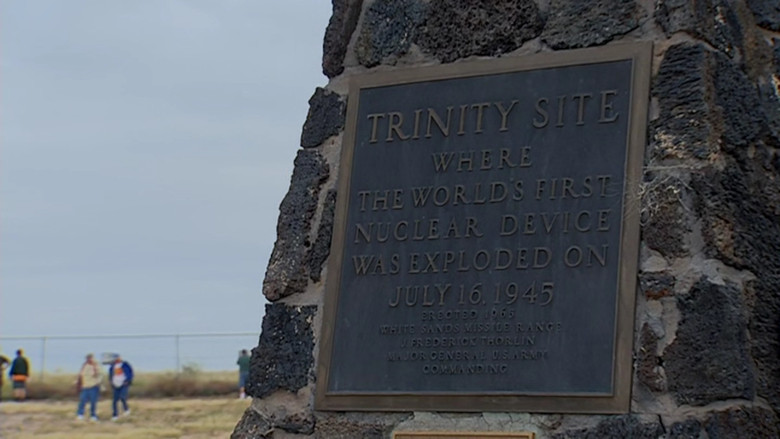 TRINITY SITE
WHERE
THE WORLD'S FIRST
NUCLEAR DEVICE
WAS EXPLODED ON
JULY 16, 1945
ERECTED 1965
WHITE SANDS MISSILE RANGE
J FREDERICK THORLIN
MAJOR GENERAL U.S. ARMY
COMMANDING